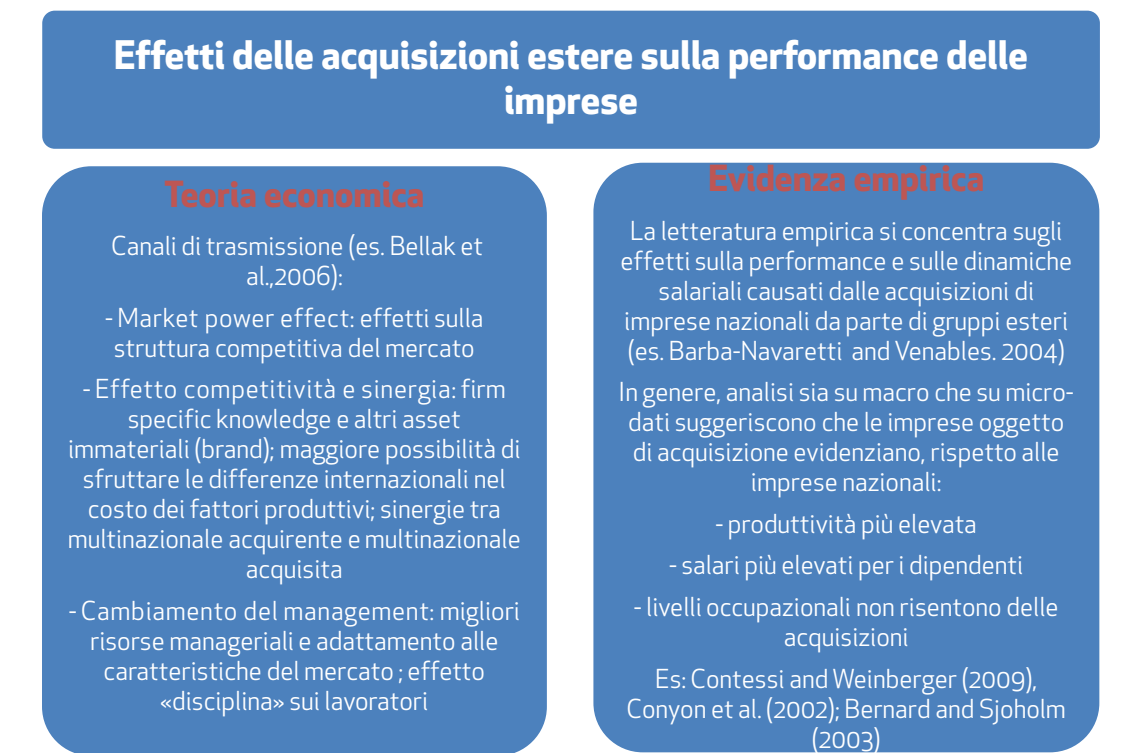 Effetti delle acquisizioni estere sulla performance delle
imprese
Teoria economica
Canali di trasmissione (es. Bellak et
al.,2006):
- Market power effect: effetti sulla
struttura competitiva del mercato
- Effetto competitività e sinergia: firm
specific knowledge e altri asset
immateriali (brand); maggiore possibilità di
sfruttare le differenze internazionali nel
costo dei fattori produttivi; sinergie tra
multinazionale acquirente e multinazionale
acquisita
- Cambiamento del management: migliori
risorse manageriali e adattamento alle
caratteristiche del mercato ; effetto
«disciplina» sui lavoratori
Evidenza empirica
La letteratura empirica si concentra sugli
effetti sulla performance e sulle dinamiche
salariali causati dalle acquisizioni di
imprese nazionali da parte di gruppi esteri
(es. Barba-Navaretti and Venables. 2004)
In genere, analisi sia su macro che su micro-
dati suggeriscono che le imprese oggetto
di acquisizione evidenziano, rispetto alle
imprese nazionali:
- produttività più elevata
- salari più elevati per i dipendenti
- livelli occupazionali non risentono delle
acquisizioni
Es: Contessi and Weinberger (2009),
Conyon et al. (2002); Bernard and Sjoholm
(2003)